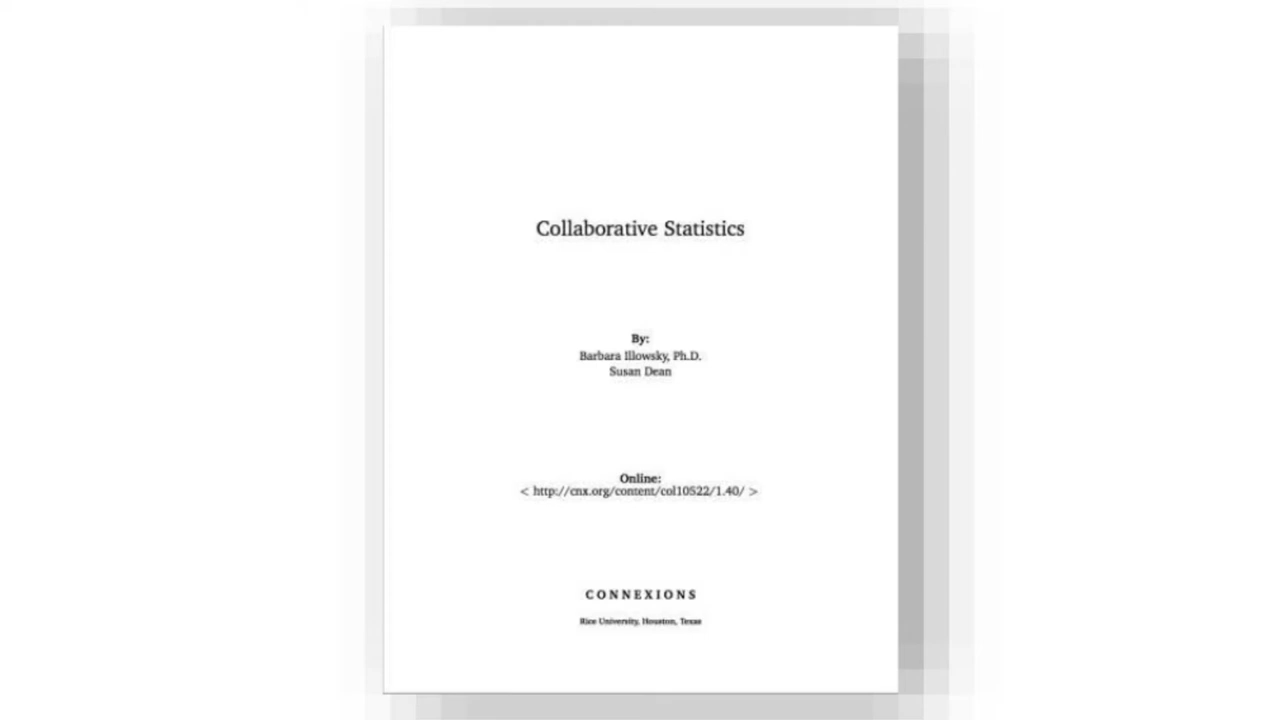 Collaborative Statistics
By:
Barbara Illowsky, Ph.D.
Susan Dean
Online:
< http://cnx.org/content/col10522/1.40/ >
CONNEXIONS
Rice University, Houston, Texas